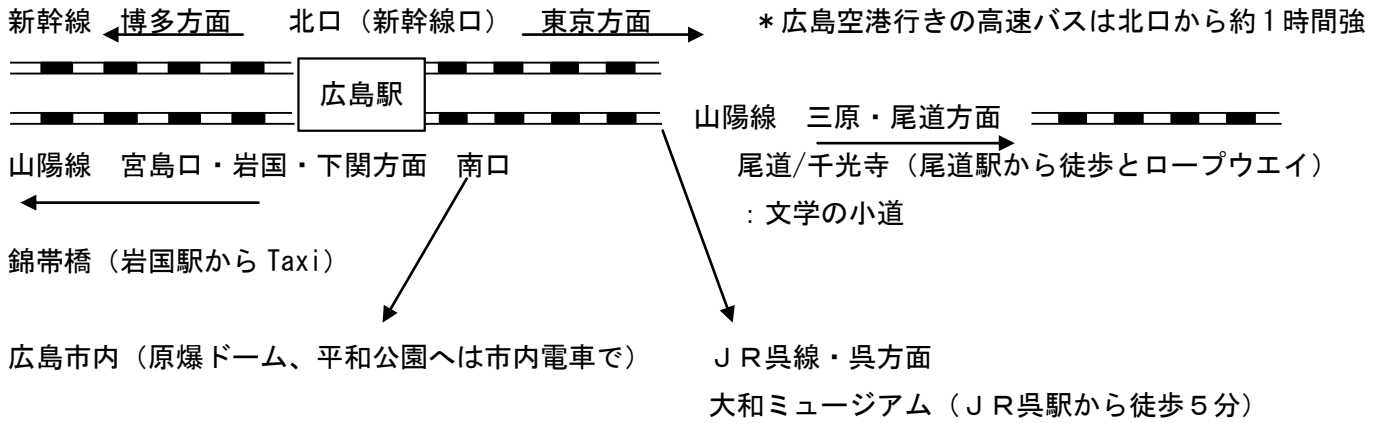 新幹線　博多方面　北口（新幹線口）　東京方面　＊広島空港行きの高速バスは北口から約１時間強
広島駅
山陽線　三原・尾道方面
山陽線　宮島口・岩国・下関方面　南口　尾道/千光寺（尾道駅から徒歩とロープウエイ）
：文学の小道
錦帯橋（岩国駅から Taxi）
広島市内（原爆ドーム、平和公園へは市内電車で）　ＪＲ呉線・呉方面
大和ミュージアム（ＪＲ呉駅から徒歩５分）